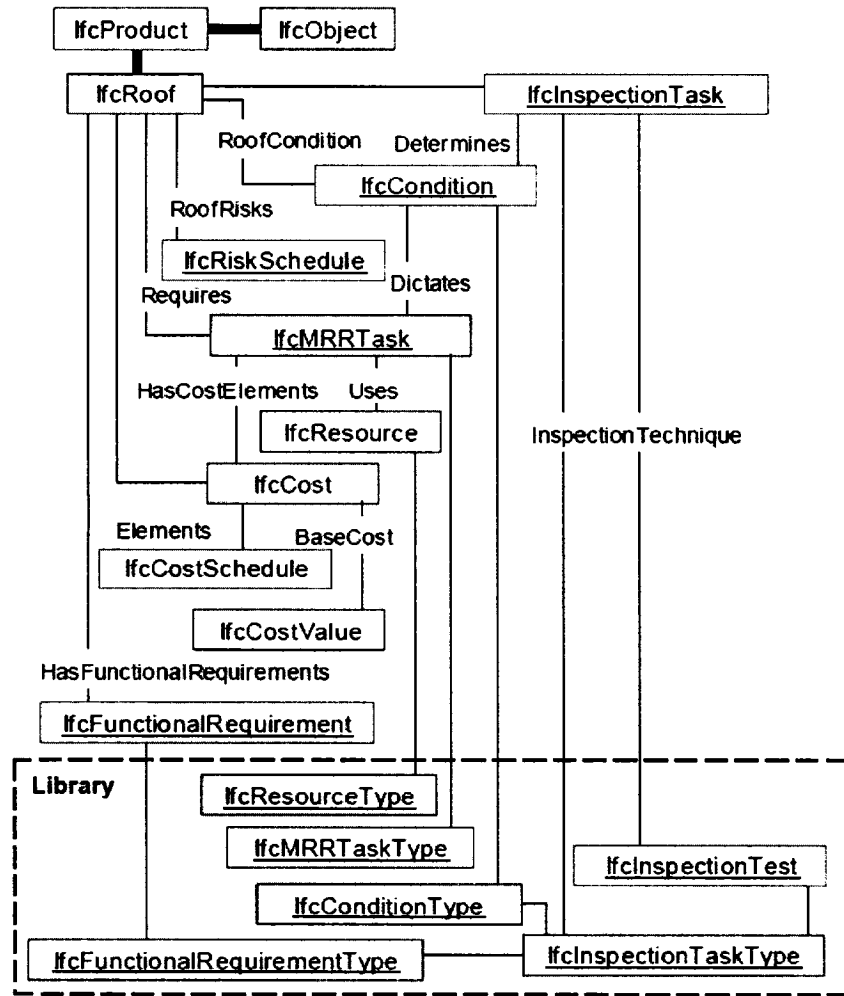 IfcProduct IfcObject
IfcRoof IfcInspectionTask
RoofCondition Determines
IfcCondition
RoofRisks
IfcRiskSchedule
Requires Dictates
IfcMRRTask
HasCostElements Uses
IfcResource InspectionTechnique
IfcCost
Elements BaseCost
IfcCostSchedule
IfcCostValue
HasFunctionalRequirements
IfcFunctionalRequirement
Library
IfcResourceType
IfcMRRTaskType
IfcInspectionTest
IfcConditionType
IfcFunctionalRequirementType IfcInspectionTaskType